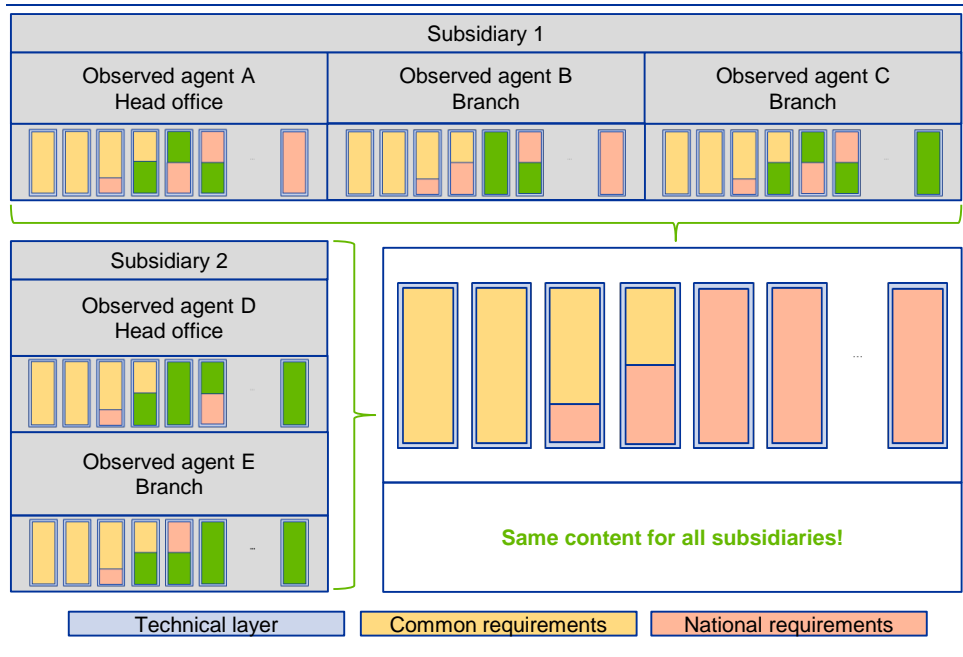 Subsidiary 1
Observed agent A
Head office
Observed agent B
Branch
Observed agent C
Branch
...
...
...
Subsidiary 2
Observed agent D
Head office
...
Observed agent E
Branch
...
...
Same content for all subsidiaries!
Technical layer
Common requirements
National requirements